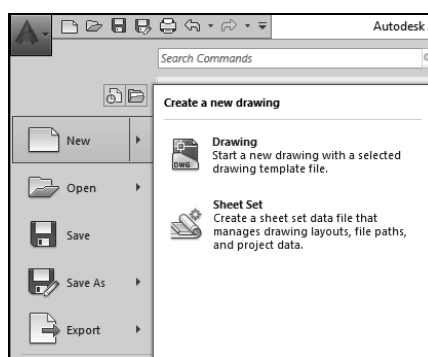 Autodesk
Search Commands
Create a new drawing
New
Drawing
Start a new drawing with a selected
drawing template file.
DWG
Open
Sheet Set
Create a sheet set data file that
manages drawing layouts, file paths,
and project data.
Save
Save As
Export